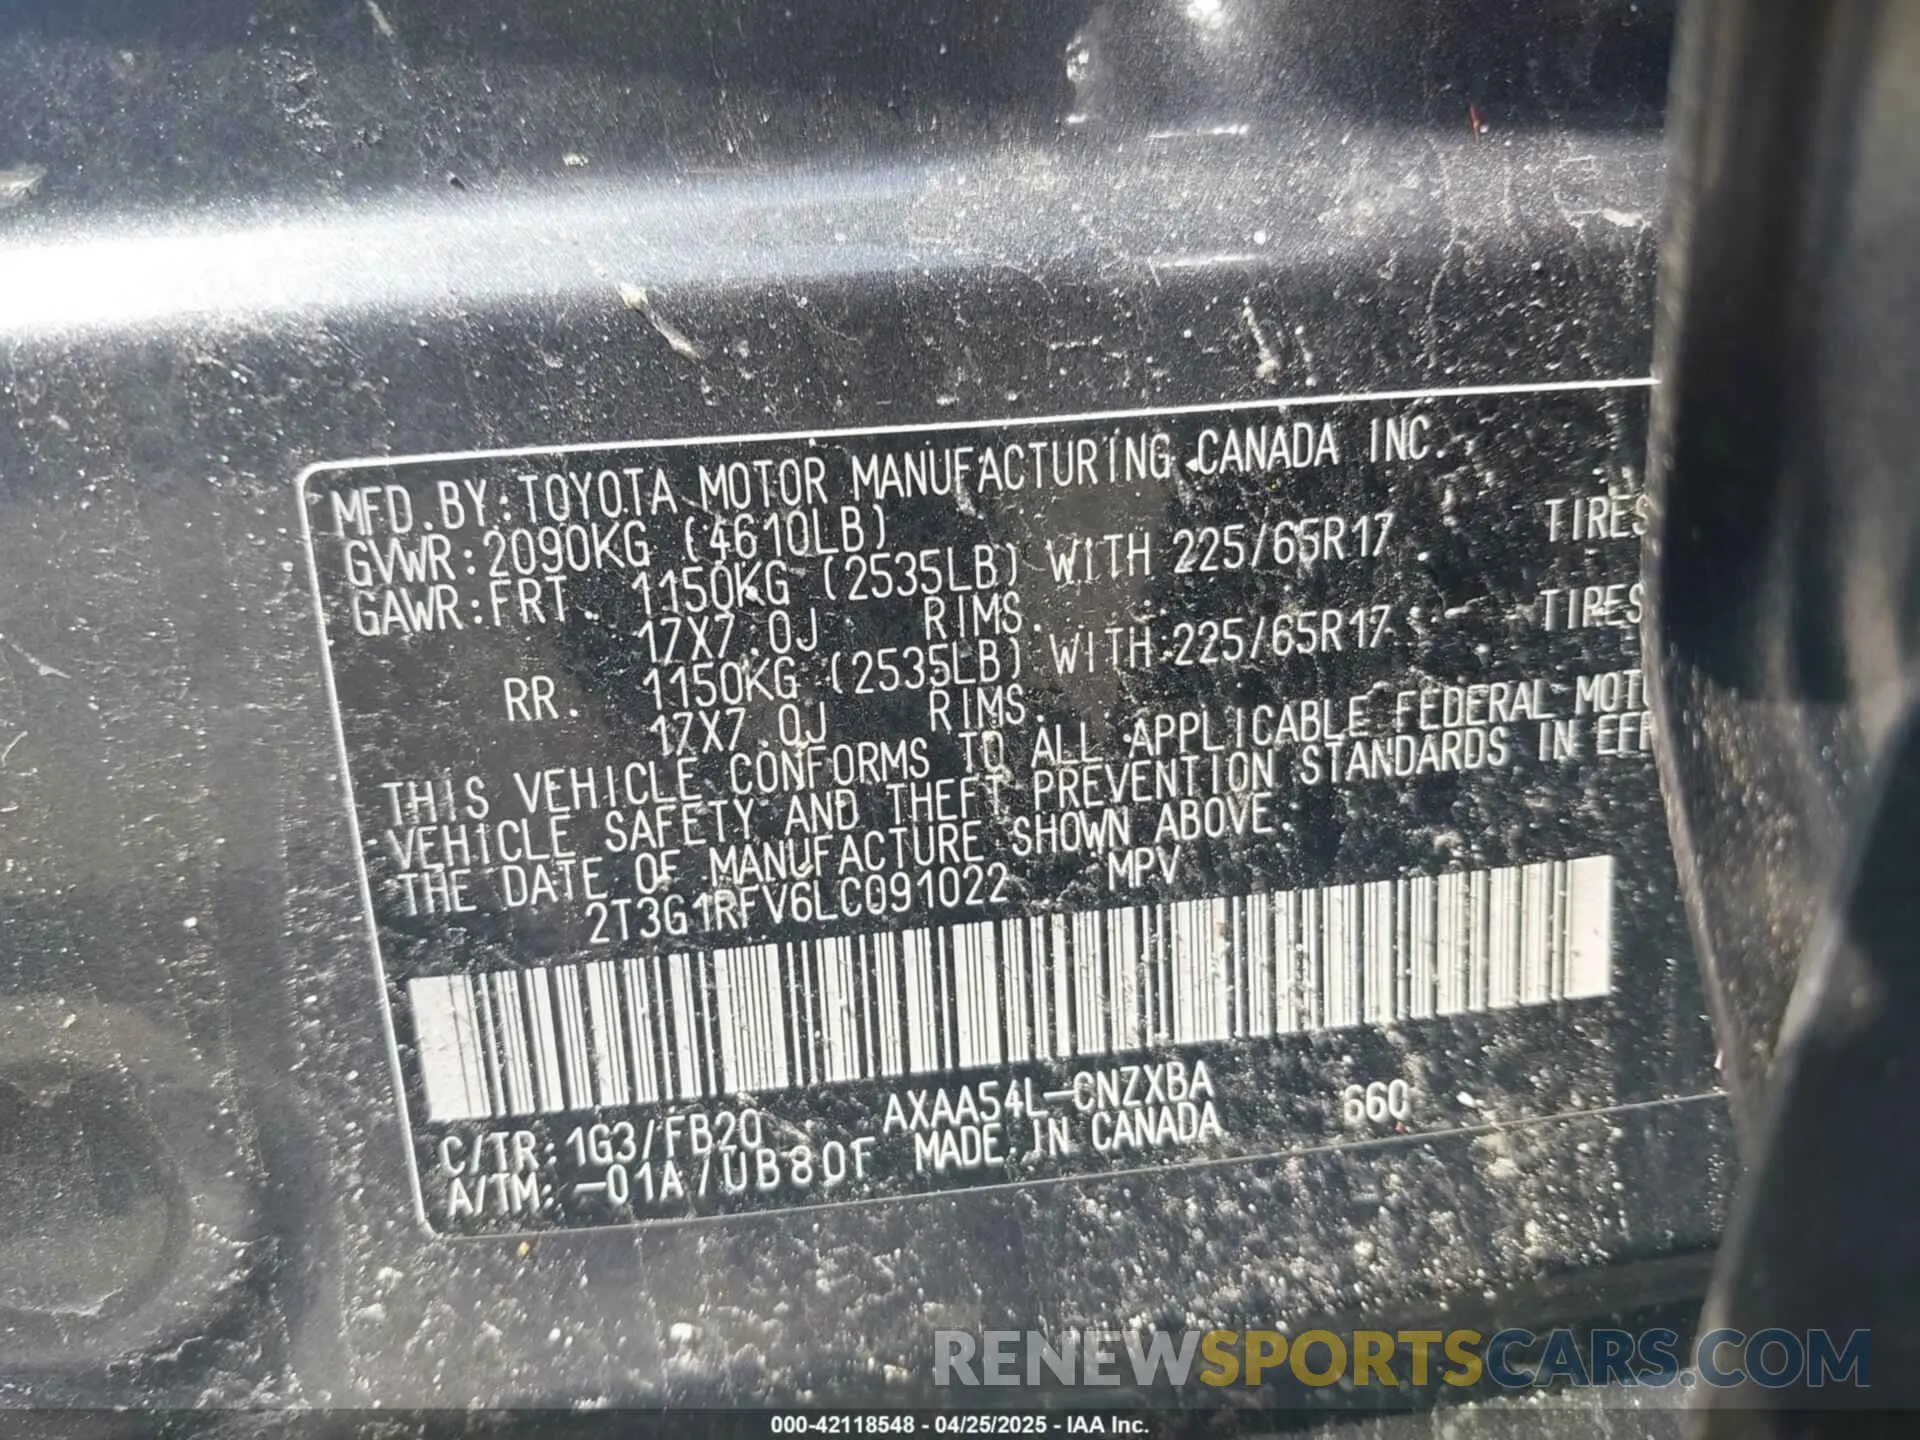 MFD.BY:TOYOTA MOTOR MANUFACTURING CANADA INC.
GVWR:2090KG (4610LB)
GAWR:FRT. 1150KG (2535LB) WITH 225/65R17 TIRES
17X7.0J RIMS.
RR. 1150KG (2535LB) WITH 225/65R17 TIRES
17X7.0J RIMS.
THIS VEHICLE CONFORMS TO ALL APPLICABLE FEDERAL MOTO
VEHICLE SAFETY AND THEFT PREVENTION STANDARDS IN EFF
THE DATE OF MANUFACTURE SHOWN ABOVE.
2T3G1RFV6LC091022 MPV
C/TR:1G3/FB20 AXAA54L-CNZXBA 660
A/TM:-01A/UB80F MADE IN CANADA
RENEWSPORTSCARS.COM
000-42118548 - 04/25/2025 - IAA Inc.